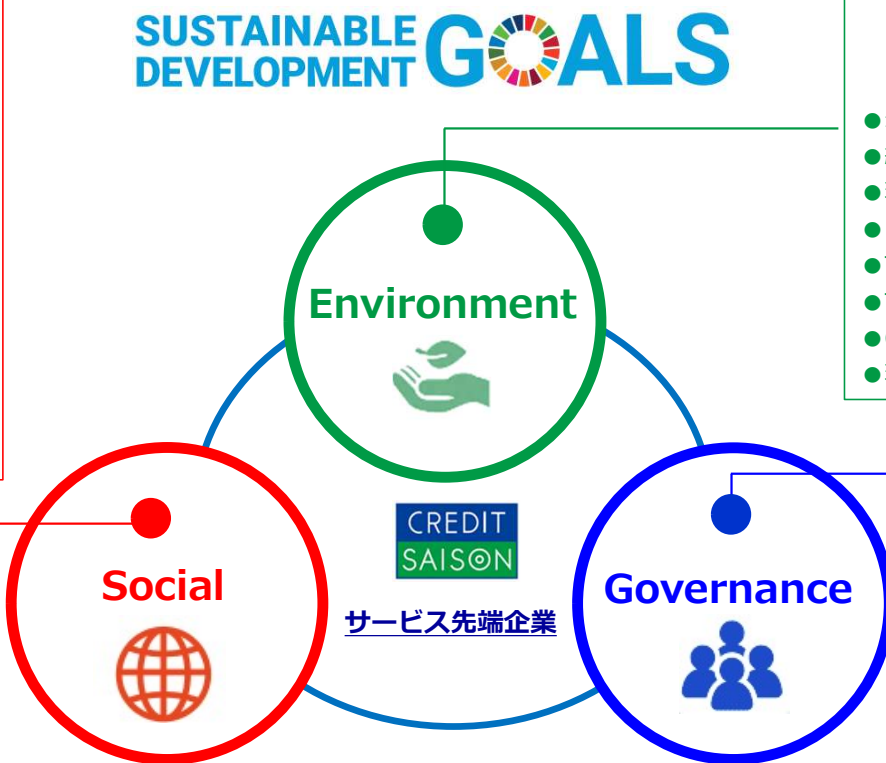 SUSTAINABLE
DEVELOPMENT
GOALS
Environment
CREDIT
SAISON
サービス先端企業
Social
Governance